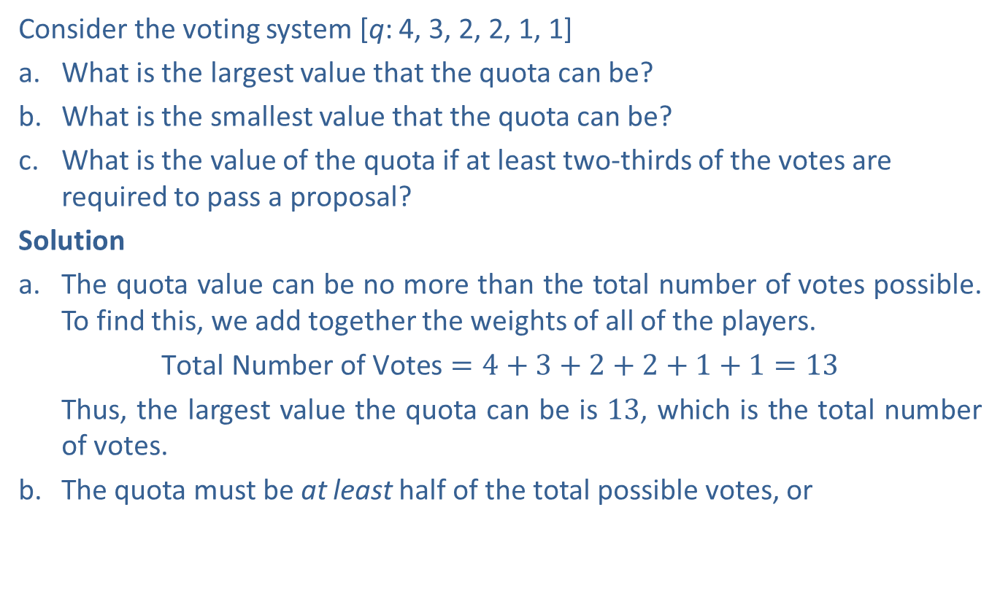 Consider the voting system [q: 4, 3, 2, 2, 1, 1]
a. What is the largest value that the quota can be?
b. What is the smallest value that the quota can be?
c. What is the value of the quota if at least two-thirds of the votes are
required to pass a proposal?
Solution
a. The quota value can be no more than the total number of votes possible.
To find this, we add together the weights of all of the players.
Total Number of Votes = 4 + 3 + 2 + 2 + 1 + 1 = 13
Thus, the largest value the quota can be is 13, which is the total number
of votes.
b. The quota must be at least half of the total possible votes, or